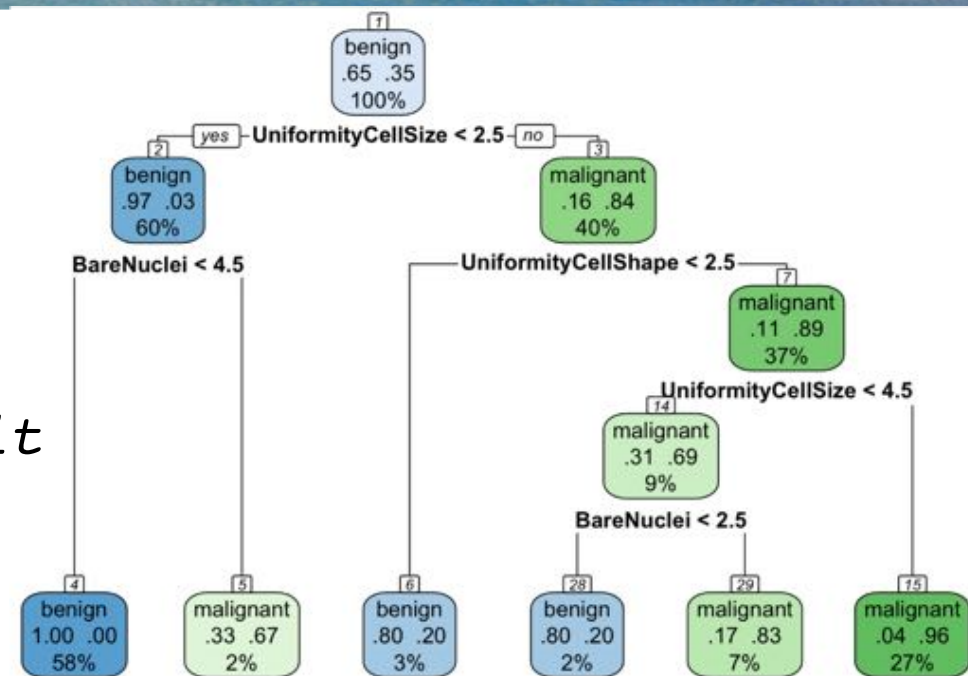 1
benign
.65 .35
100%
yes UniformityCellSize < 2.5 no
2
benign
.97 .03
60%
3
malignant
.16 .84
40%
BareNuclei < 4.5
UniformityCellShape < 2.5
7
malignant
.11 .89
37%
UniformityCellSize < 4.5
14
malignant
.31 .69
9%
BareNuclei < 2.5
4
benign
1.00 .00
58%
5
malignant
.33 .67
2%
6
benign
.80 .20
3%
28
benign
.80 .20
2%
29
malignant
.17 .83
7%
15
malignant
.04 .96
27%